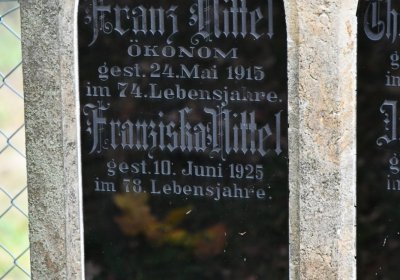 Franz Nittel
ÖKONOM
gest. 24. Mai 1915
im 74. Lebensjahre.
Franziska Nittel
gest. 10. Juni 1925
im 78. Lebensjahre.